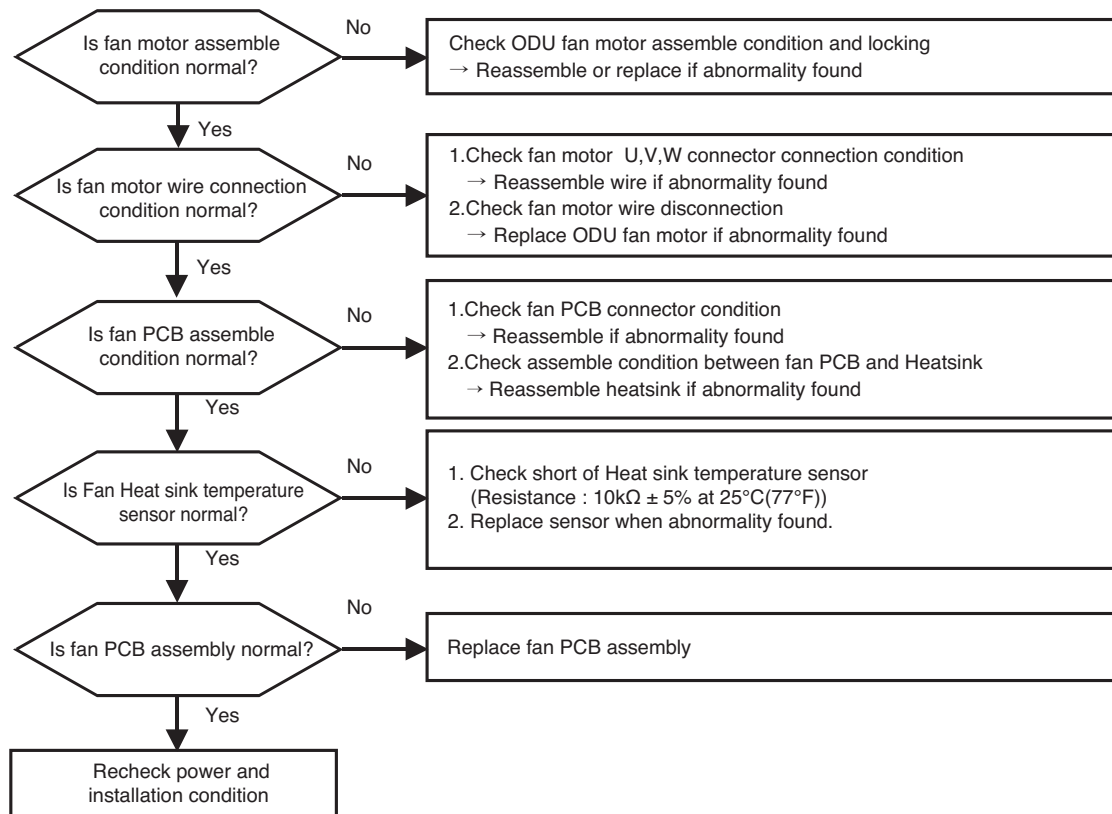 Is fan motor assemble
condition normal?
No
Check ODU fan motor assemble condition and locking
→ Reassemble or replace if abnormality found
Yes
Is fan motor wire connection
condition normal?
No
1.Check fan motor U,V,W connector connection condition
→ Reassemble wire if abnormality found
2.Check fan motor wire disconnection
→ Replace ODU fan motor if abnormality found
Yes
Is fan PCB assemble
condition normal?
No
1.Check fan PCB connector condition
→ Reassemble if abnormality found
2.Check assemble condition between fan PCB and Heatsink
→ Reassemble heatsink if abnormality found
Yes
Is Fan Heat sink temperature
sensor normal?
No
1. Check short of Heat sink temperature sensor
(Resistance : 10kΩ ± 5% at 25°C(77°F))
2. Replace sensor when abnormality found.
Yes
Is fan PCB assembly normal?
No
Replace fan PCB assembly
Yes
Recheck power and
installation condition